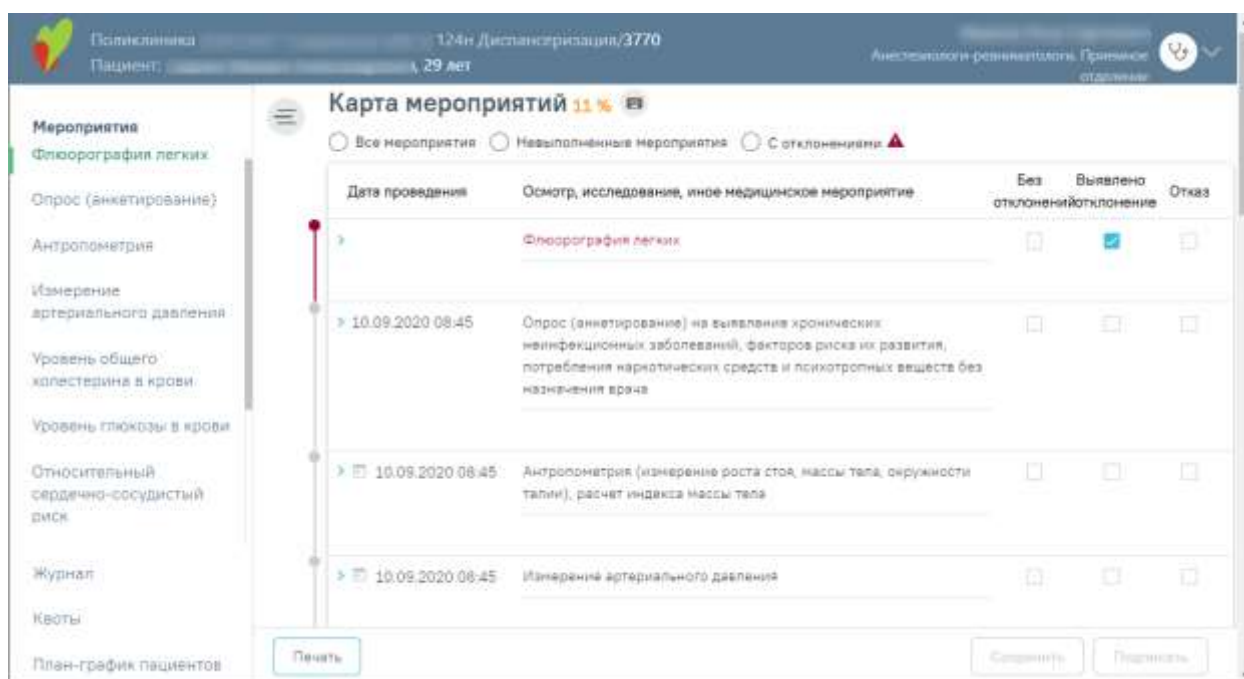 Поликлиника 124н Диспансеризация/3770
Пациент: , 29 лет
Анестезиологи-реаниматологи. Приемное
отделение
Мероприятия
Флюорография легких
Опрос (анкетирование)
Антропометрия
Измерение
артериального давления
Уровень общего
холестерина в крови
Уровень глюкозы в крови
Относительный
сердечно-сосудистый
риск
Журнал
Квоты
План-график пациентов
Карта мероприятий 11 %
Все мероприятия Невыполненные мероприятия С отклонениями
Дата проведения Осмотр, исследование, иное медицинское мероприятие Без отклонений Выявлено отклонение Отказ
Флюорография легких
10.09.2020 08:45 Опрос (анкетирование) на выявление хронических
неинфекционных заболеваний, факторов риска их развития,
потребления наркотических средств и психотропных веществ без
назначения врача
10.09.2020 08:45 Антропометрия (измерение роста стоя, массы тела, окружности
талии), расчет индекса массы тела
10.09.2020 08:45 Измерение артериального давления
Печать Сохранить Подписать